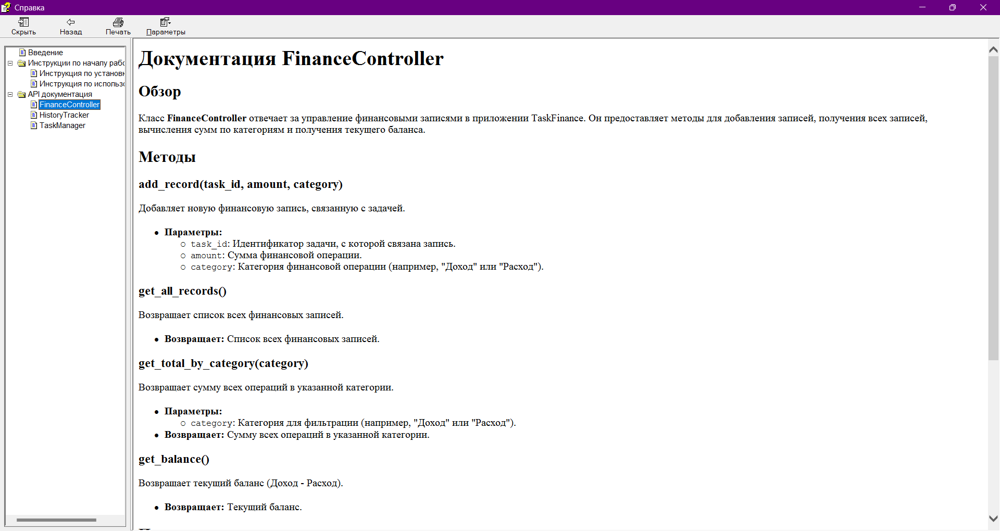 Справка
Скрыть
Назад
Печать
Параметры
Введение
Инструкции по началу рабо
Инструкция по установк
Инструкция по использо
API документация
FinanceController
HistoryTracker
TaskManager
Документация FinanceController
Обзор
Класс FinanceController отвечает за управление финансовыми записями в приложении TaskFinance. Он предоставляет методы для добавления записей, получения всех записей,
вычисления сумм по категориям и получения текущего баланса.
Методы
add_record(task_id, amount, category)
Добавляет новую финансовую запись, связанную с задачей.
Параметры:
task_id: Идентификатор задачи, с которой связана запись.
amount: Сумма финансовой операции.
category: Категория финансовой операции (например, "Доход" или "Расход").
get_all_records()
Возвращает список всех финансовых записей.
Возвращает: Список всех финансовых записей.
get_total_by_category(category)
Возвращает сумму всех операций в указанной категории.
Параметры:
category: Категория для фильтрации (например, "Доход" или "Расход").
Возвращает: Сумму всех операций в указанной категории.
get_balance()
Возвращает текущий баланс (Доход - Расход).
Возвращает: Текущий баланс.